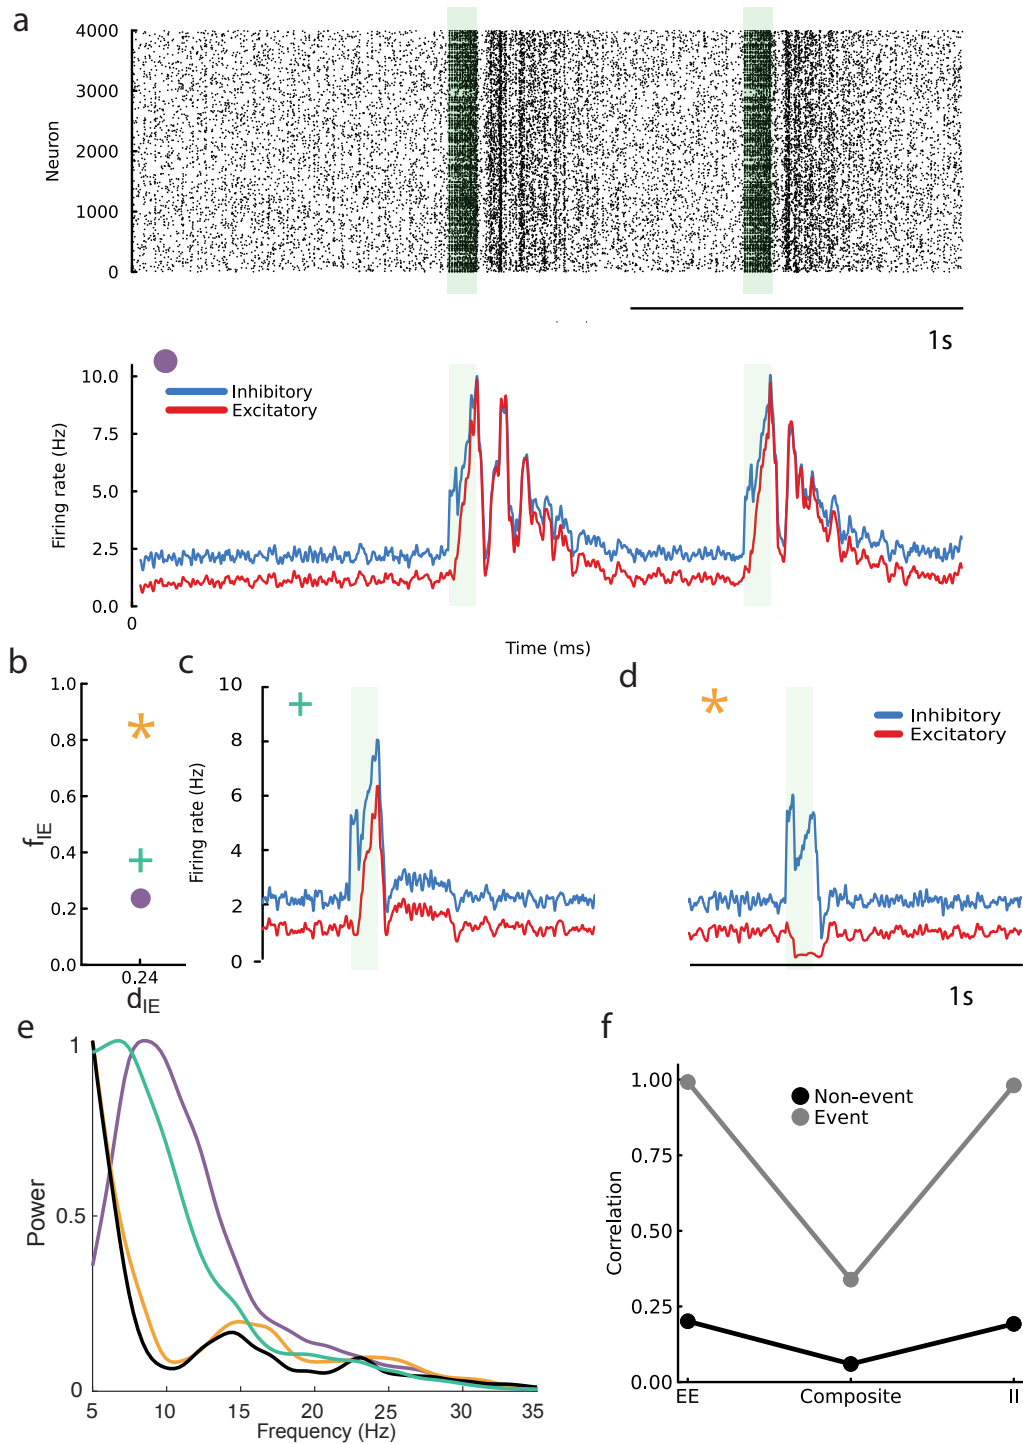 a
4000
3000
2000
1000
0
Neuron
1s
10.0
7.5
5.0
2.5
0.0
Firing rate (Hz)
Inhibitory
Excitatory
0
Time (ms)
b
1.0
0.8
0.6
0.4
0.2
0.0
f_IE
0.24
d_IE
c
10
8
6
4
2
0
Firing rate (Hz)
d
Inhibitory
Excitatory
1s
e
1
0.5
0
Power
5
10
15
20
25
30
35
Frequency (Hz)
f
1.00
0.75
0.50
0.25
0.00
Correlation
Non-event
Event
EE
Composite
II